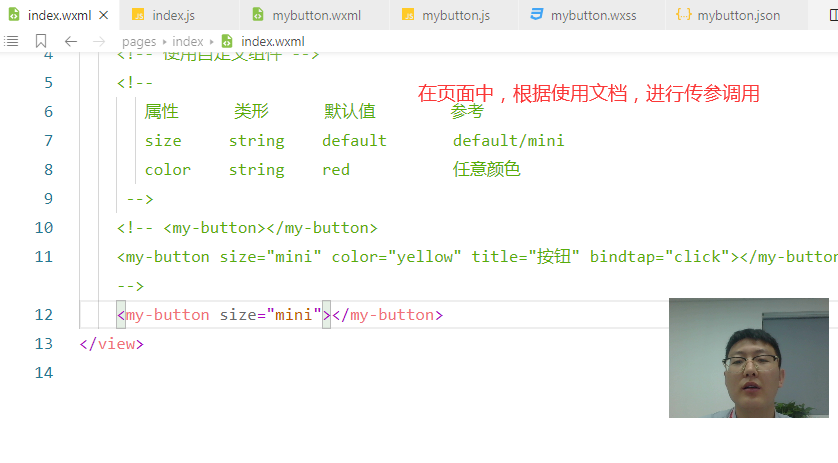 index.wxml
index.js
mybutton.wxml
mybutton.js
mybutton.wxss
mybutton.json
pages › index › index.wxml
4 <!-- 使用自定义组件 -->
5 <!--
在页面中，根据使用文档，进行传参调用
6 属性 类形 默认值 参考
7 size string default default/mini
8 color string red 任意颜色
9 -->
10 <!-- <my-button></my-button>
11 <my-button size="mini" color="yellow" title="按钮" bindtap="click"></my-button
-->
12 <my-button size="mini"></my-button>
13 </view>
14